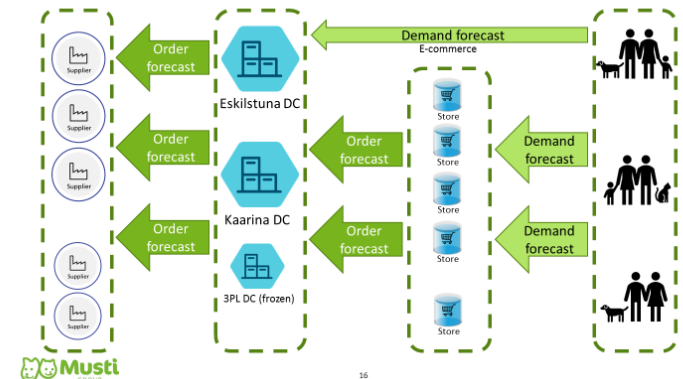 Demand forecast
E-commerce
Order
forecast
Supplier
Eskilstuna DC
Store
Supplier
Order
forecast
Order
forecast
Demand
forecast
Store
Supplier
Kaarina DC
Store
Order
forecast
Order
forecast
Demand
forecast
Store
Supplier
3PL DC (frozen)
Supplier
Store
Musti
16